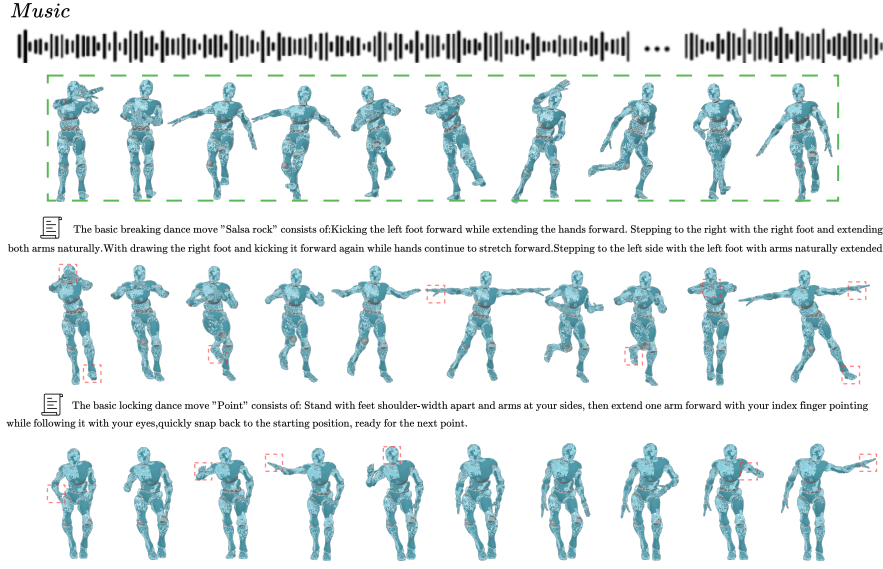 Music
The basic breaking dance move "Salsa rock" consists of:Kicking the left foot forward while extending the hands forward. Stepping to the right with the right foot and extending
both arms naturally.With drawing the right foot and kicking it forward again while hands continue to stretch forward.Stepping to the left side with the left foot with arms naturally extended
The basic locking dance move "Point" consists of: Stand with feet shoulder-width apart and arms at your sides, then extend one arm forward with your index finger pointing
while following it with your eyes,quickly snap back to the starting position, ready for the next point.